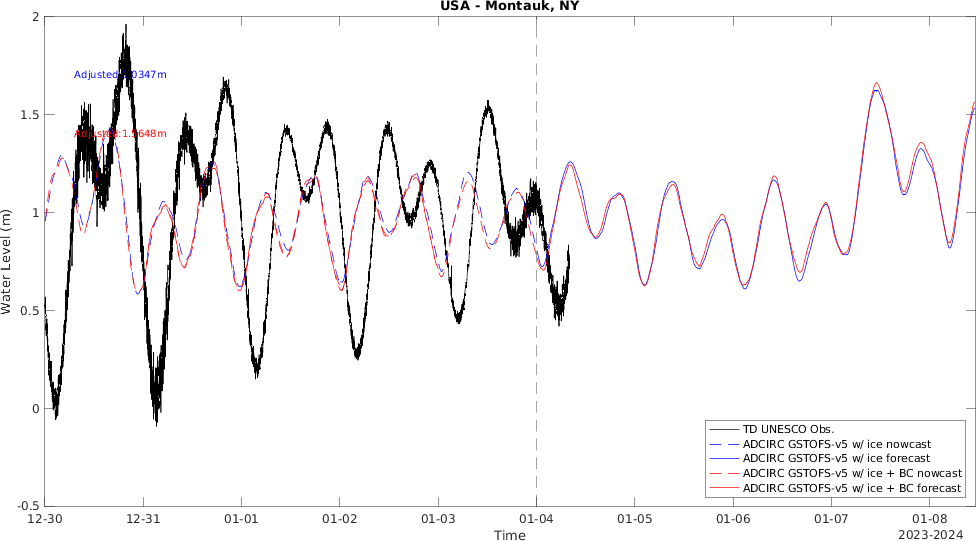 USA - Montauk, NY
2
1.5
1
0.5
0
-0.5
Water Level (m)
Adjusted
0347m
Adjusted:1.5648m
TD UNESCO Obs.
ADCIRC GSTOFS-v5 w/ ice nowcast
ADCIRC GSTOFS-v5 w/ ice forecast
ADCIRC GSTOFS-v5 w/ ice + BC nowcast
ADCIRC GSTOFS-v5 w/ ice + BC forecast
12-30
12-31
01-01
01-02
01-03
01-04
01-05
01-06
01-07
01-08
Time
2023-2024